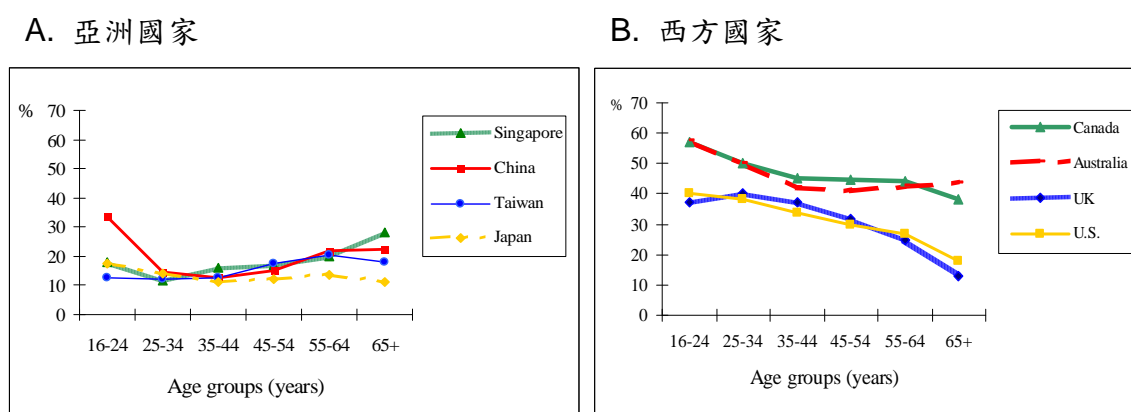 A. 亞洲國家
%
70
60
50
40
30
20
10
0
16-24 25-34 35-44 45-54 55-64 65+
Age groups (years)
Singapore
China
Taiwan
Japan
B. 西方國家
%
70
60
50
40
30
20
10
0
16-24 25-34 35-44 45-54 55-64 65+
Age groups (years)
Canada
Australia
UK
U.S.